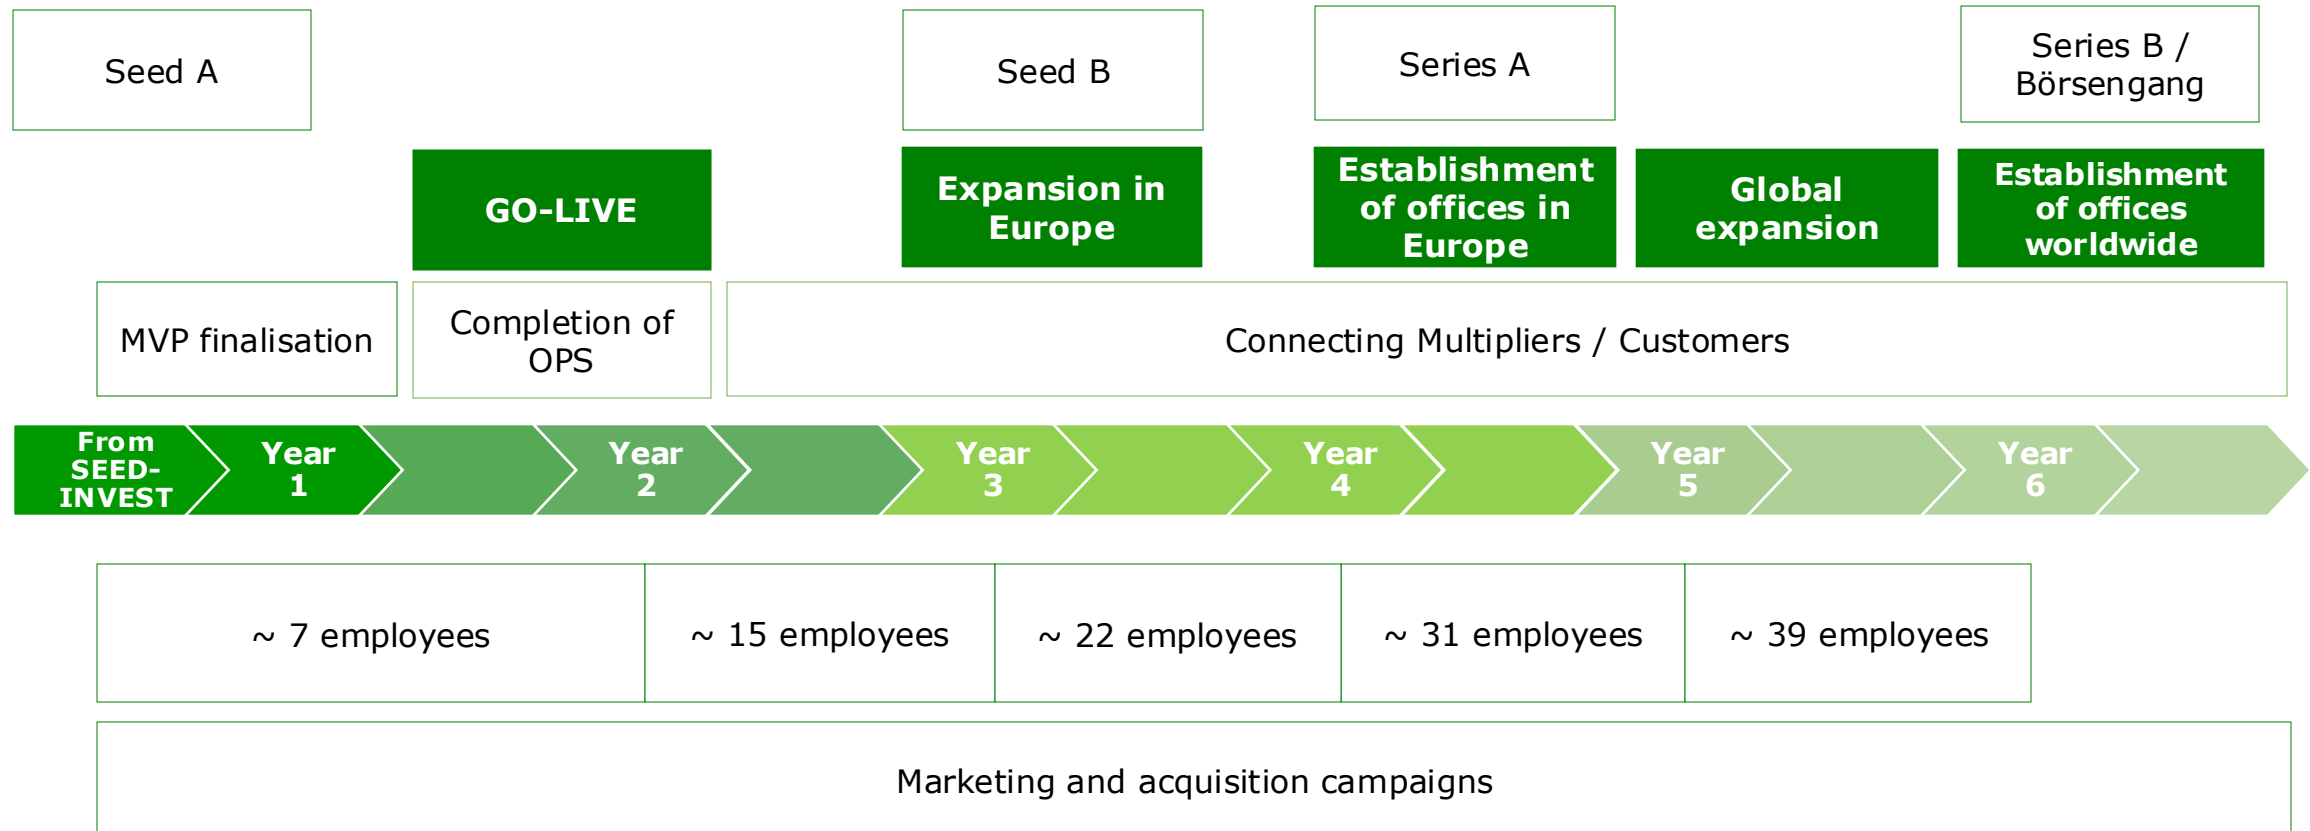 Seed A
Seed B
Series A
Series B /
Börsengang
GO-LIVE
Expansion in
Europe
Establishment
of offices in
Europe
Global
expansion
Establishment
of offices
worldwide
MVP finalisation
Completion of
OPS
Connecting Multipliers / Customers
From
SEED-
INVEST
Year
1
Year
2
Year
3
Year
4
Year
5
Year
6
~ 7 employees
~ 15 employees
~ 22 employees
~ 31 employees
~ 39 employees
Marketing and acquisition campaigns